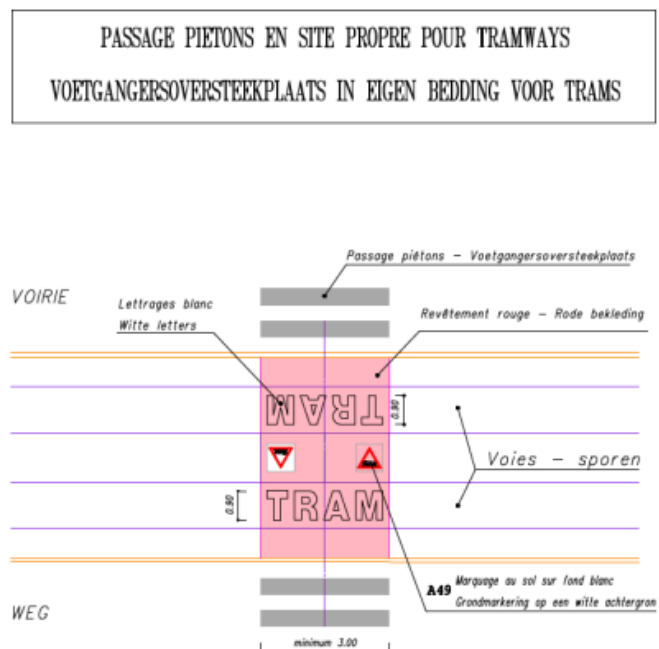 PASSAGE PIETONS EN SITE PROPRE POUR TRAMWAYS
VOETGANGERSOVERSTEEKPLAATS IN EIGEN BEDDING VOOR TRAMS
Passage piétons - Voetgangersoversteekplaats
VOIRIE
Lettrages blanc
Witte letters
Revêtement rouge - Rode bekleding
TRAM
0.90
Voies - sporen
0.90
TRAM
A49
Marquage au sol sur fond blanc
Grondmarkering op een witte achtergron
WEG
minimum 3.00